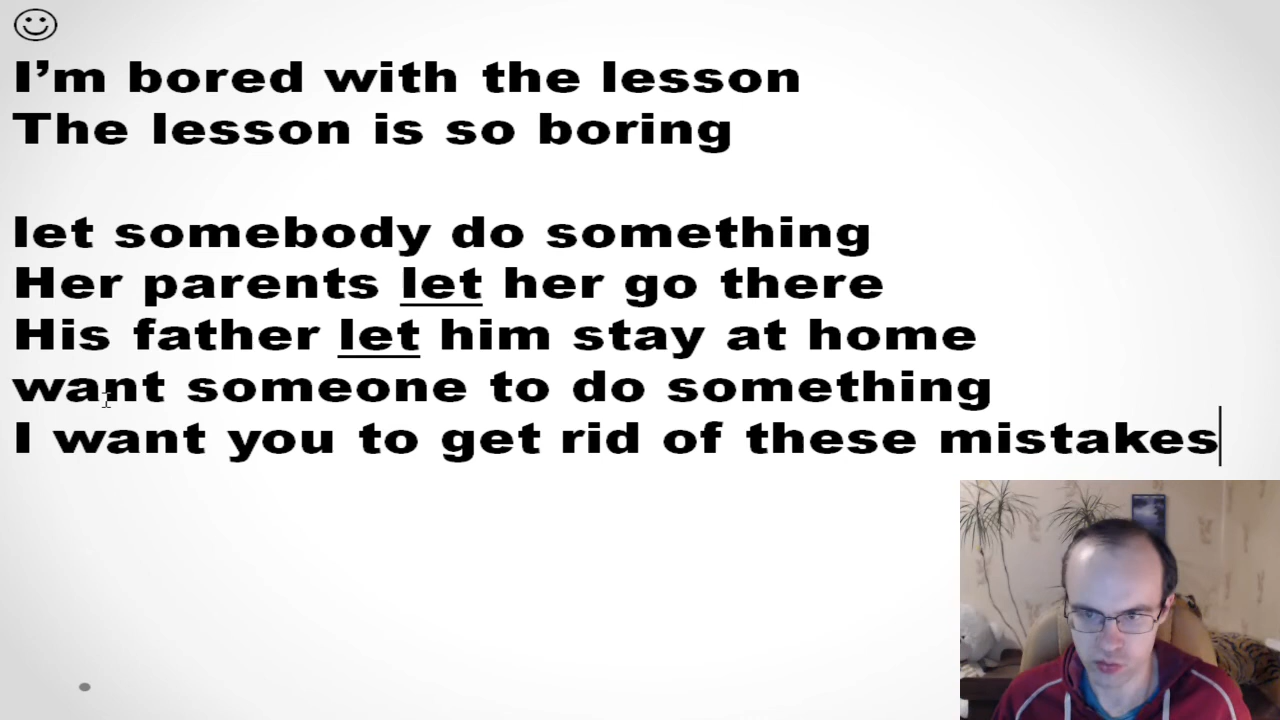 I’m bored with the lesson
The lesson is so boring
let somebody do something
Her parents let her go there
His father let him stay at home
want someone to do something
I want you to get rid of these mistakes